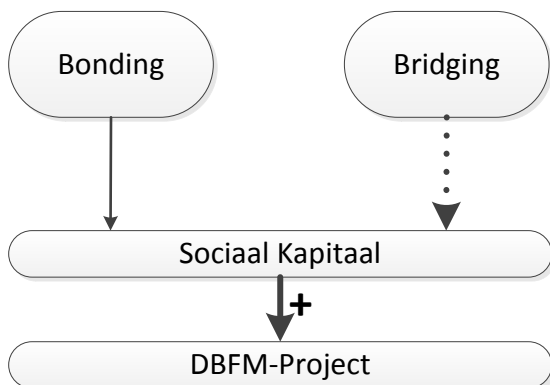 Bonding
Bridging
Sociaal Kapitaal
+
DBFM-Project